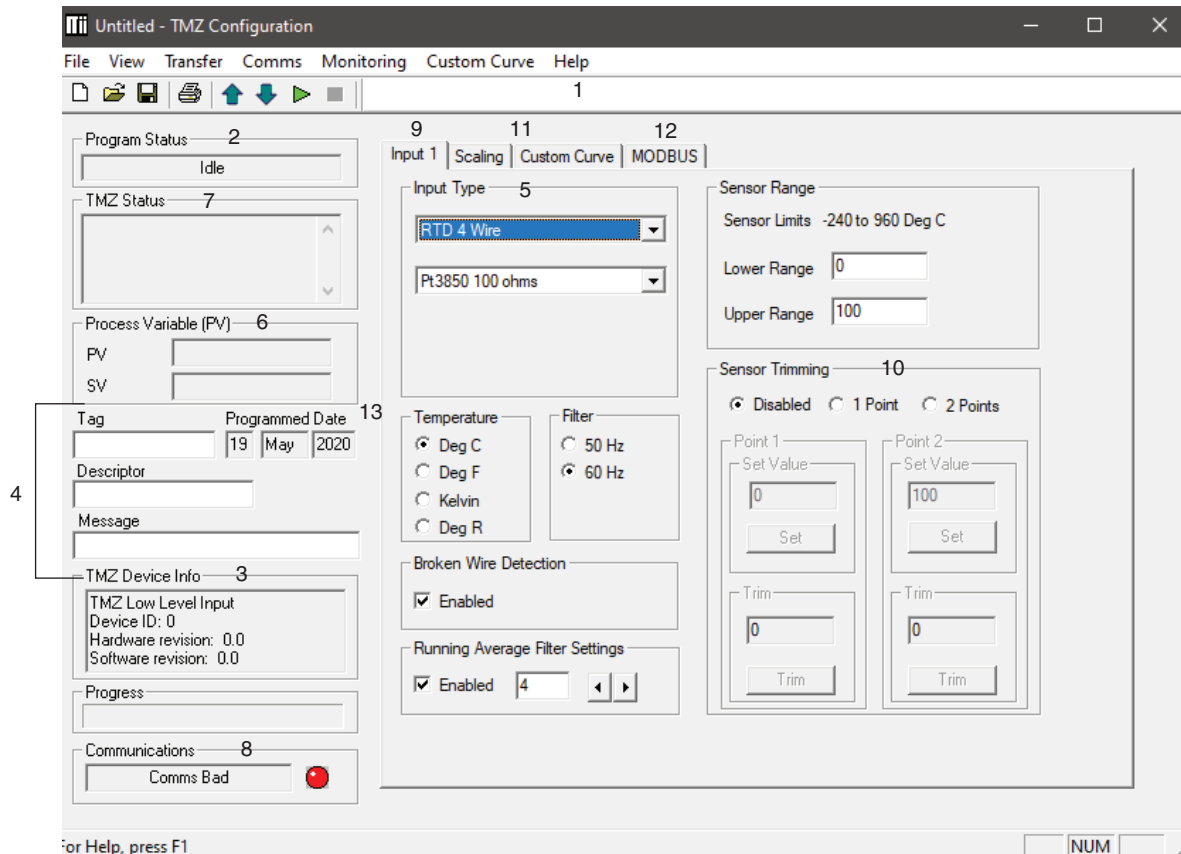 Untitled - TMZ Configuration
File View Transfer Comms Monitoring Custom Curve Help
1
Program Status 2
Idle
TMZ Status 7
Process Variable (PV) 6
PV
SV
4
Tag Programmed Date 13
19 May 2020
Descriptor
Message
TMZ Device Info 3
TMZ Low Level Input
Device ID: 0
Hardware revision: 0.0
Software revision: 0.0
Progress
Communications 8
Comms Bad
9 11 12
Input 1 Scaling Custom Curve MODBUS
Input Type 5
RTD 4 Wire
Pt3850 100 ohms
Temperature
Deg C
Deg F
Kelvin
Deg R
Filter
50 Hz
60 Hz
Broken Wire Detection
Enabled
Running Average Filter Settings
Enabled 4
Sensor Range
Sensor Limits -240 to 960 Deg C
Lower Range 0
Upper Range 100
Sensor Trimming 10
Disabled 1 Point 2 Points
Point 1
Set Value
0
Set
Trim
0
Trim
Point 2
Set Value
100
Set
Trim
0
Trim
For Help, press F1
NUM